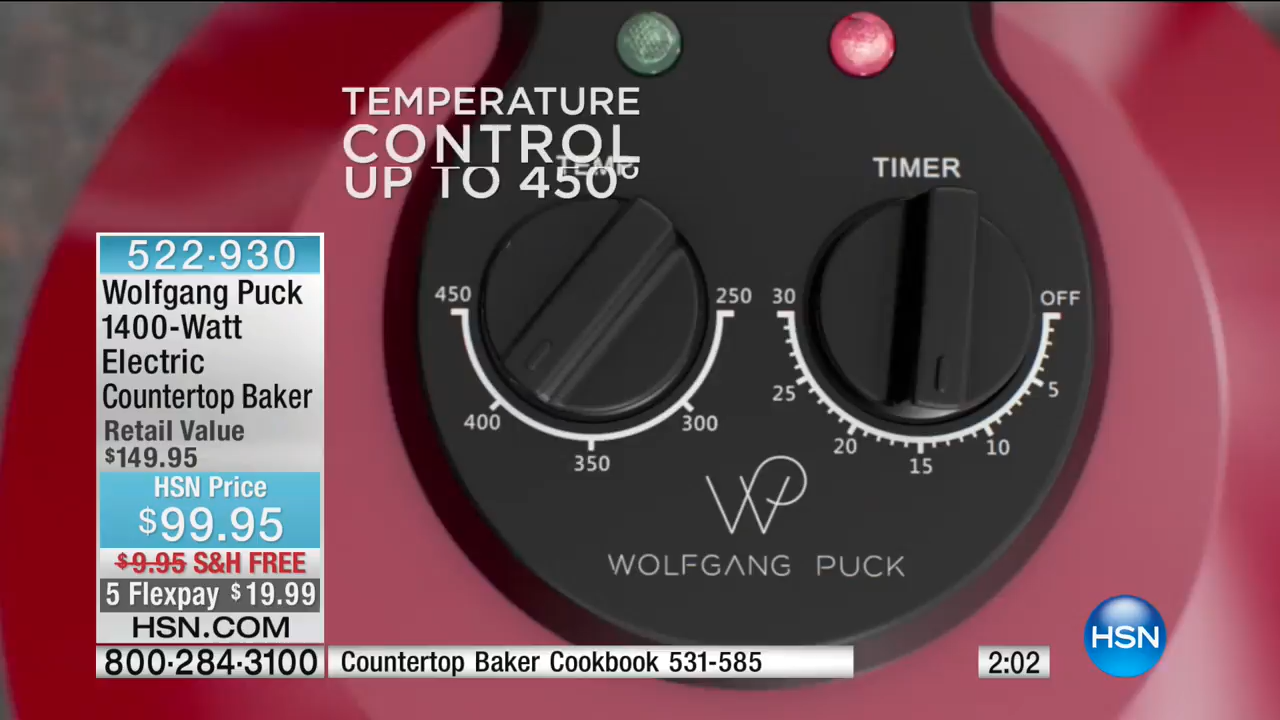 TEMPERATURE
CONTROL
UP TO 450°
TEMP
TIMER
450
250
400
300
350
30
OFF
25
5
20
10
15
WP
WOLFGANG PUCK
522·930
Wolfgang Puck
1400-Watt
Electric
Countertop Baker
Retail Value
$149.95
HSN Price
$99.95
$9.95 S&H FREE
5 Flexpay $19.99
HSN.COM
800·284·3100
Countertop Baker Cookbook 531-585
2:02
HSN